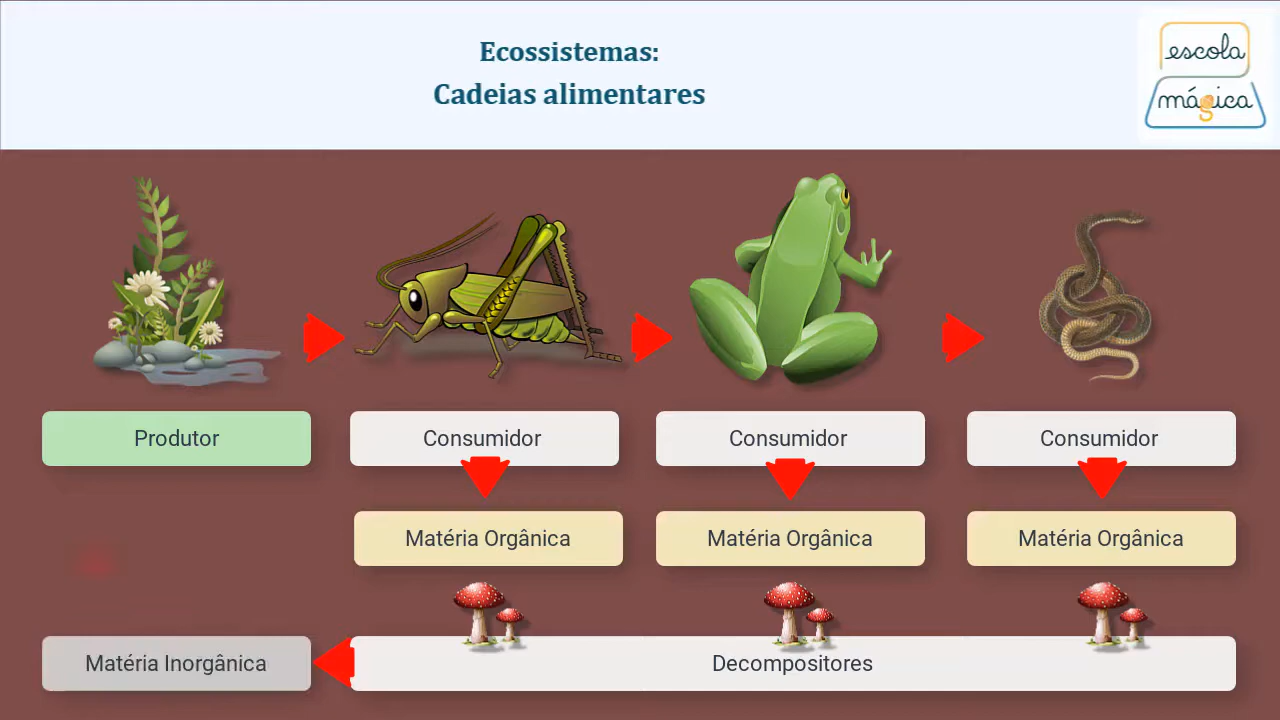 Ecossistemas:
Cadeias alimentares
escola
mágica
Produtor
Consumidor
Consumidor
Consumidor
Matéria Orgânica
Matéria Orgânica
Matéria Orgânica
Matéria Inorgânica
Decompositores